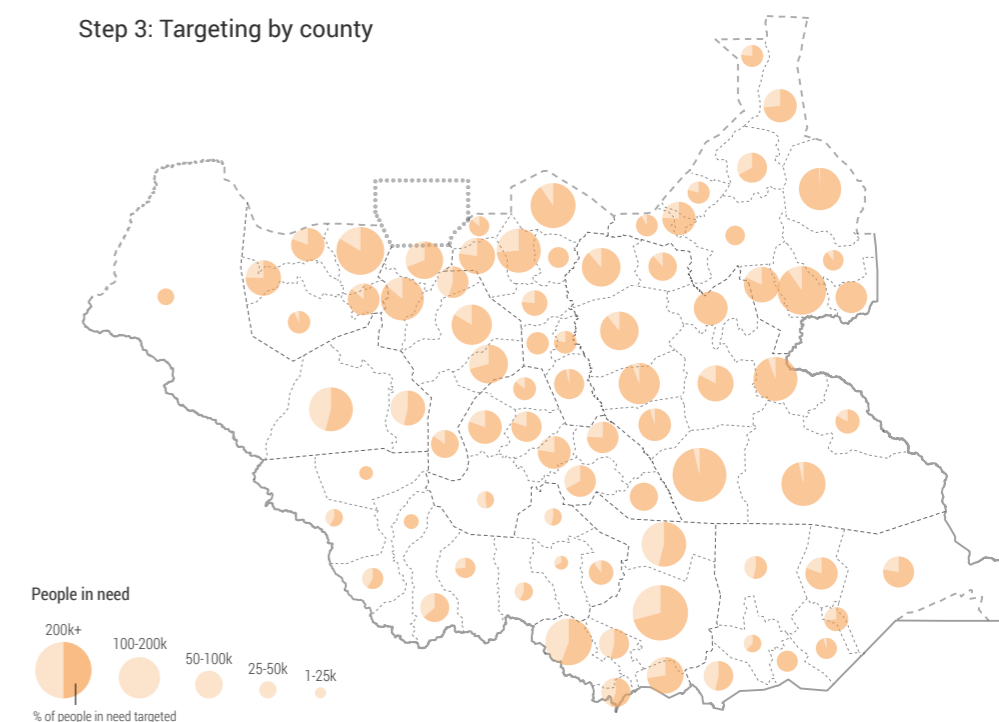 Step 3: Targeting by county
People in need
200k+
100-200k
50-100k
25-50k
1-25k
% of people in need targeted